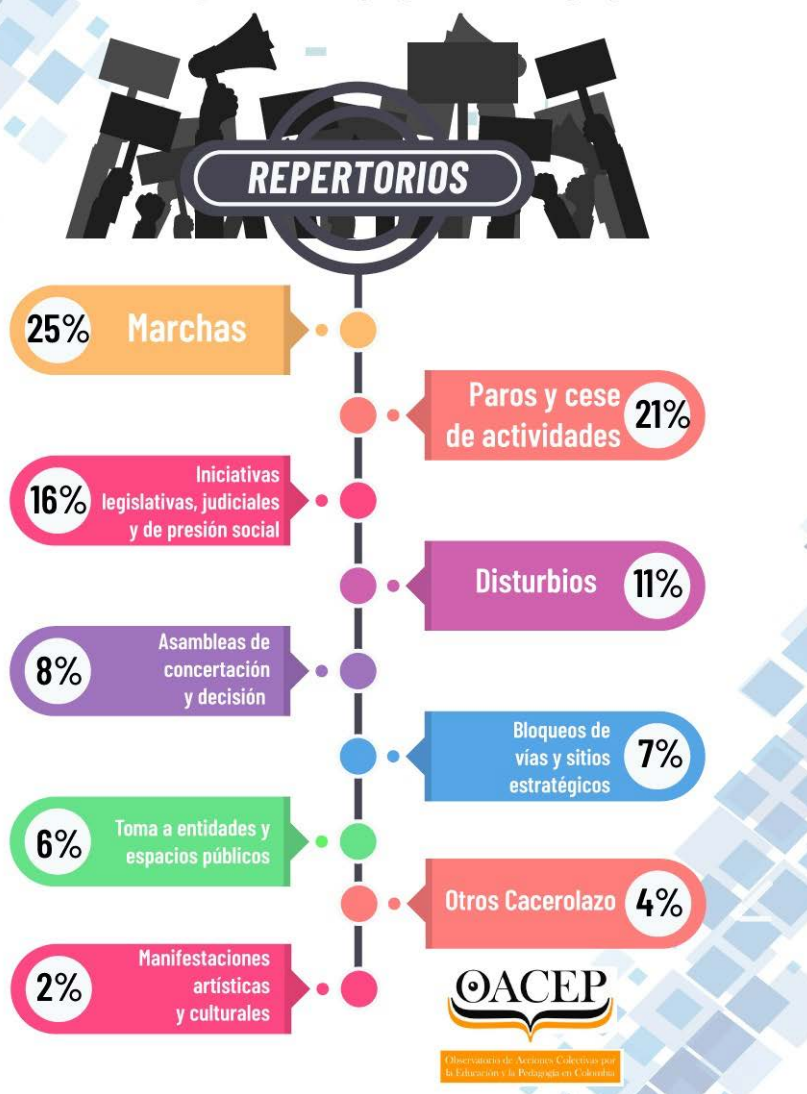 REPERTORIOS
25%
Marchas
Paros y cese
de actividades
21%
16%
Iniciativas
legislativas, judiciales
y de presión social
Disturbios
11%
8%
Asambleas de
concertación
y decisión
Bloqueos de
vías y sitios
estratégicos
7%
6%
Toma a entidades y
espacios públicos
Otros Cacerolazo
4%
2%
Manifestaciones
artísticas
y culturales
OACEP
Observatorio de Acciones Colectivas por
la Educación y la Pedagogía en Colombia